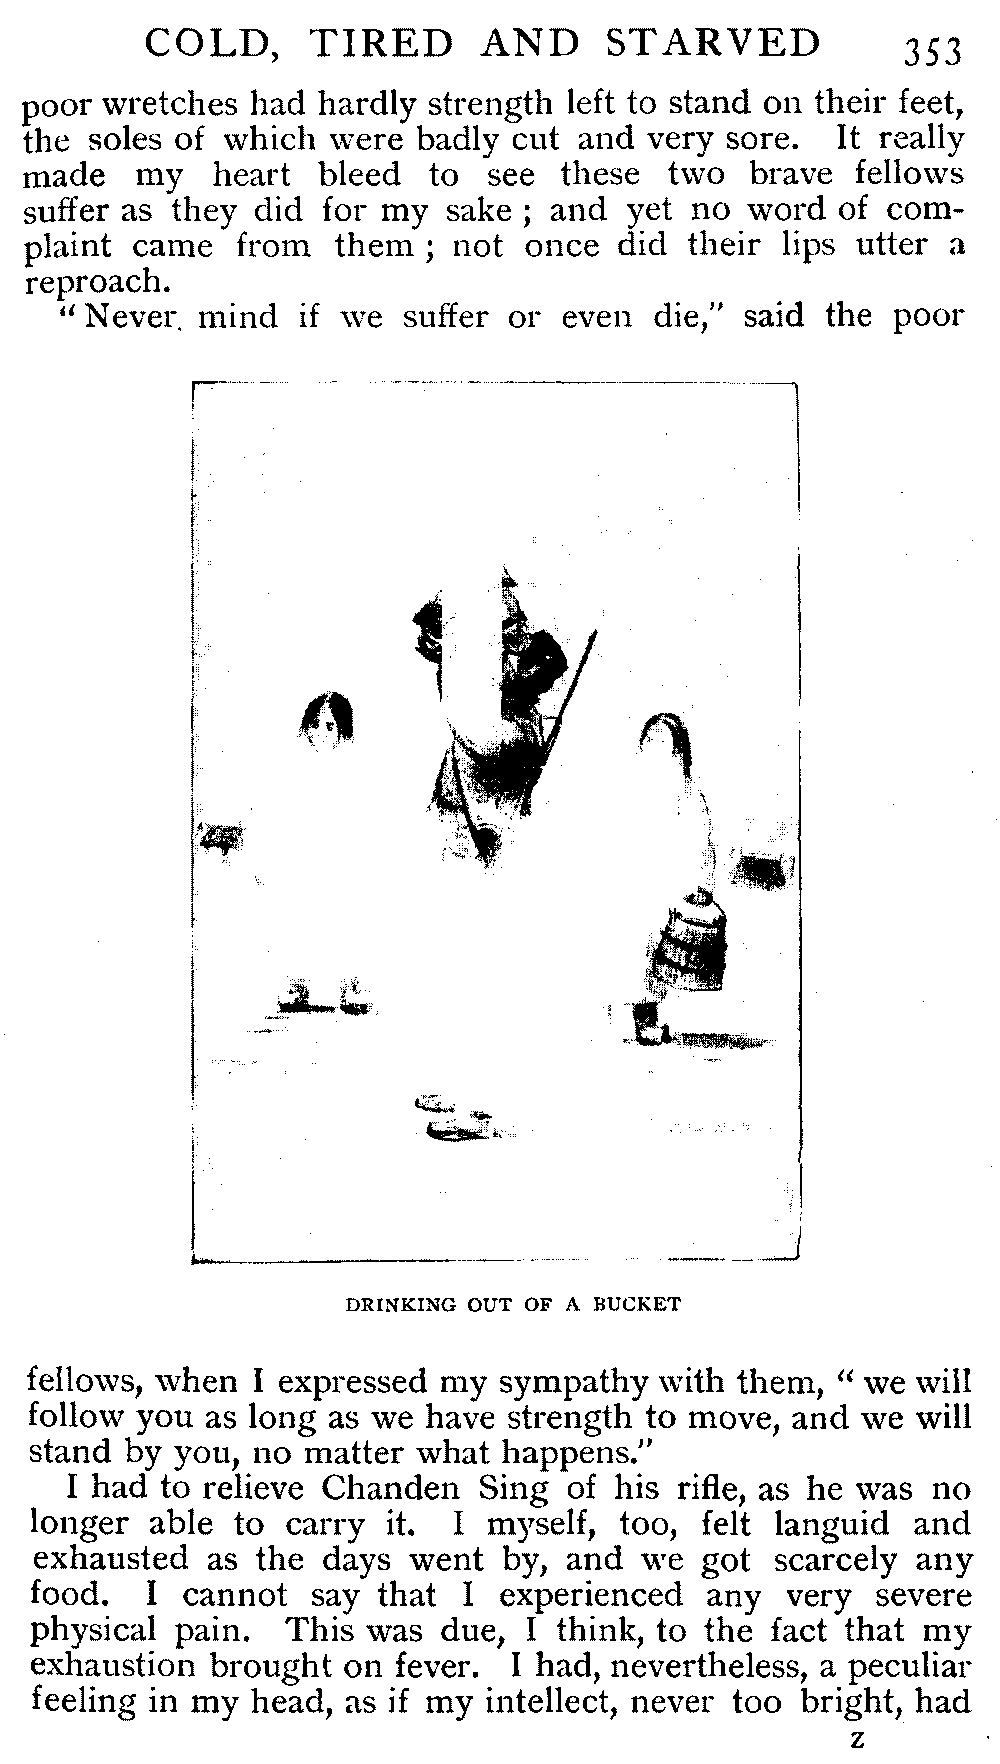 COLD, TIRED AND STARVED 353
poor wretches had hardly strength left to stand on their feet,
the soles of which were badly cut and very sore. It really
made my heart bleed to see these two brave fellows
suffer as they did for my sake ; and yet no word of com-
plaint came from them ; not once did their lips utter a
reproach.
“ Never mind if we suffer or even die,” said the poor
DRINKING OUT OF A BUCKET
fellows, when I expressed my sympathy with them, “ we will
follow you as long as we have strength to move, and we will
stand by you, no matter what happens.”
I had to relieve Chanden Sing of his rifle, as he was no
longer able to carry it. I myself, too, felt languid and
exhausted as the days went by, and we got scarcely any
food. I cannot say that I experienced any very severe
physical pain. This was due, I think, to the fact that my
exhaustion brought on fever. I had, nevertheless, a peculiar
feeling in my head, as if my intellect, never too bright, had
Z